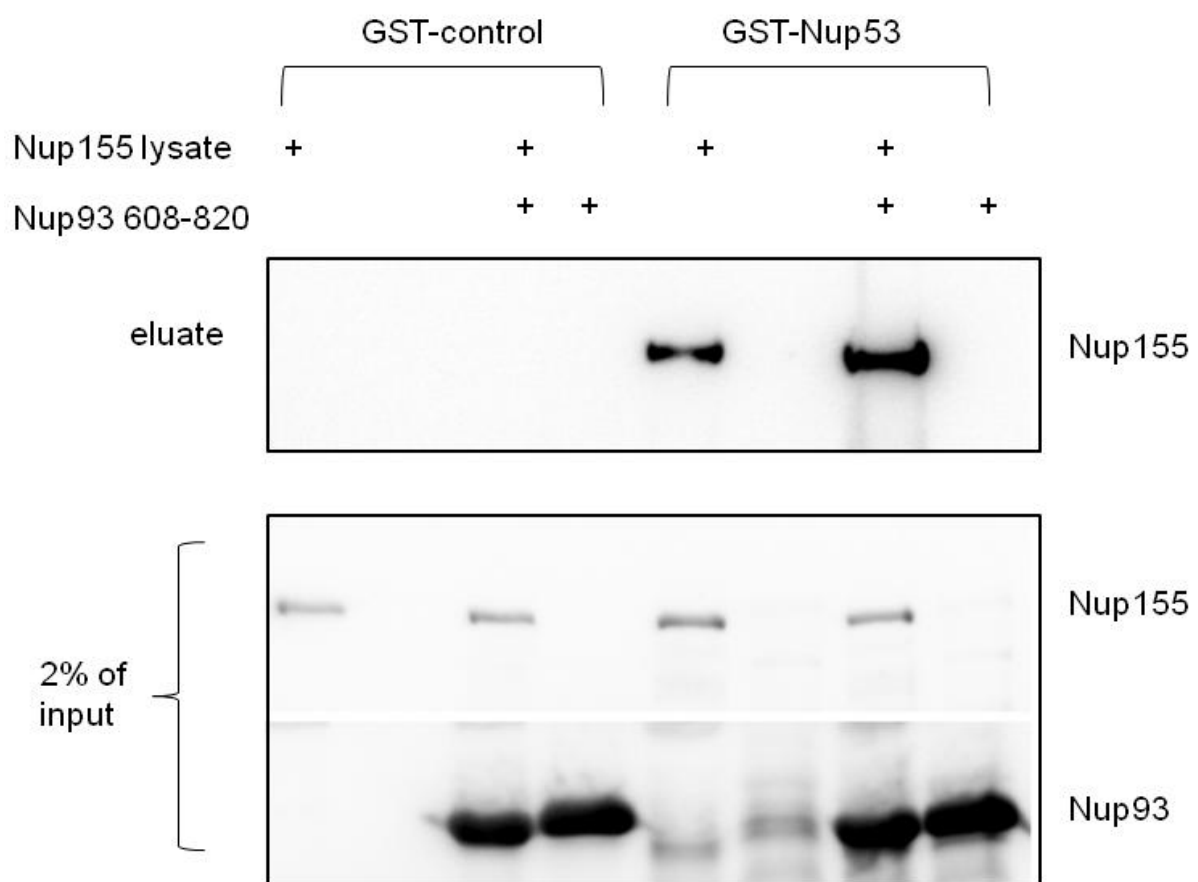 GST-control GST-Nup53
Nup155 lysate + + + +
Nup93 608-820 + + + +
eluate
Nup155
2% of
input
Nup155
Nup93